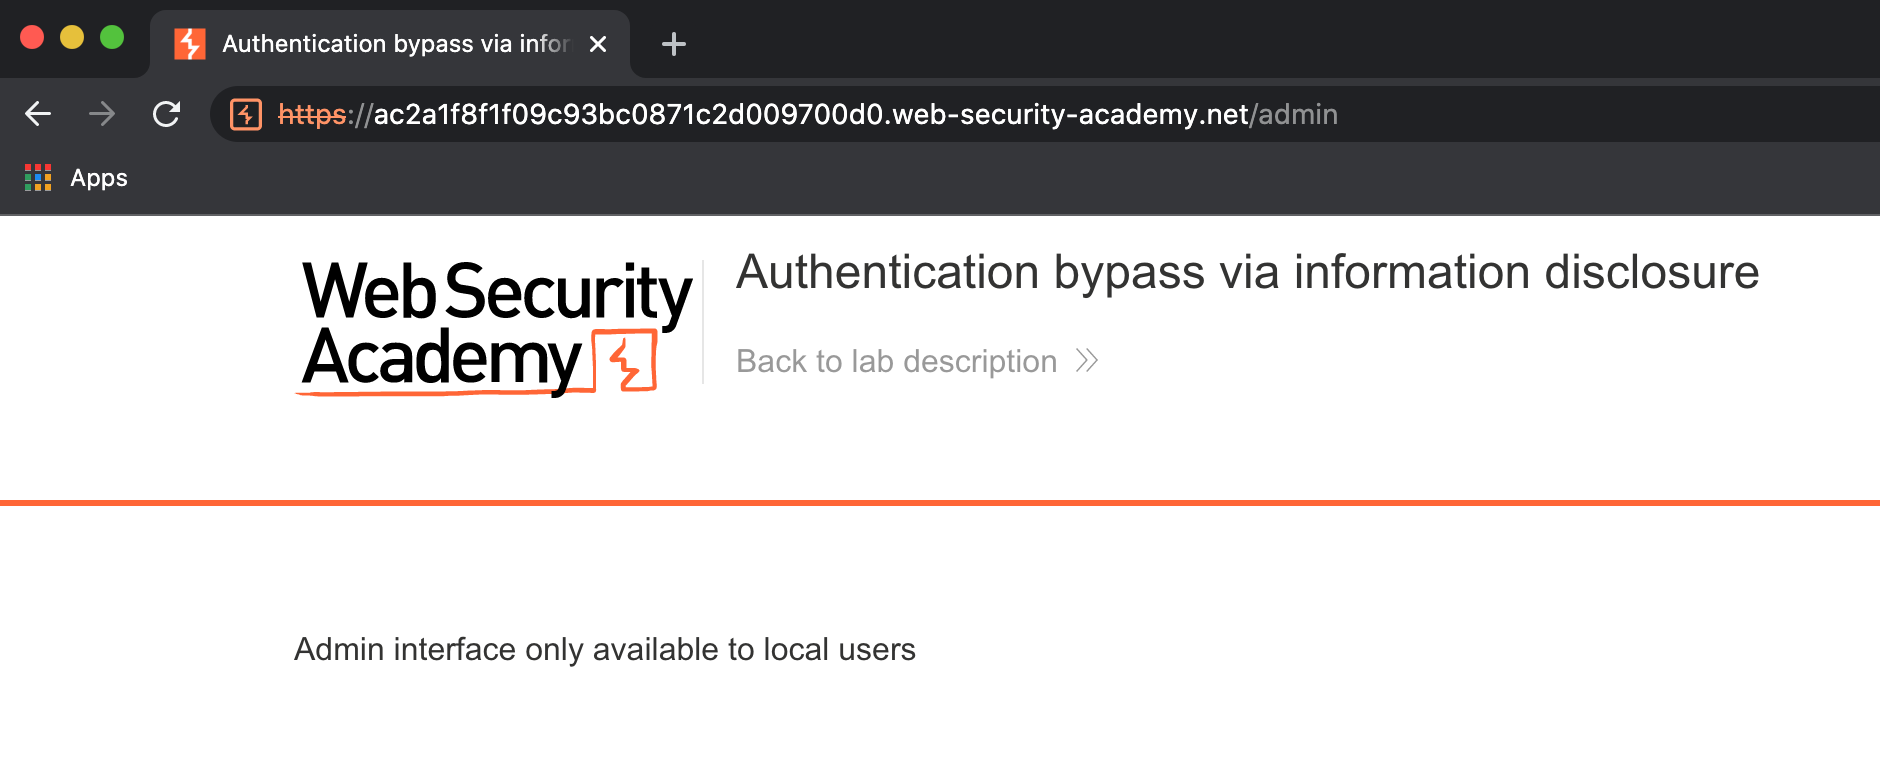 Authentication bypass via infor
https://ac2a1f8f1f09c93bc0871c2d009700d0.web-security-academy.net/admin
Apps
Web Security
Academy
Authentication bypass via information disclosure
Back to lab description
Admin interface only available to local users